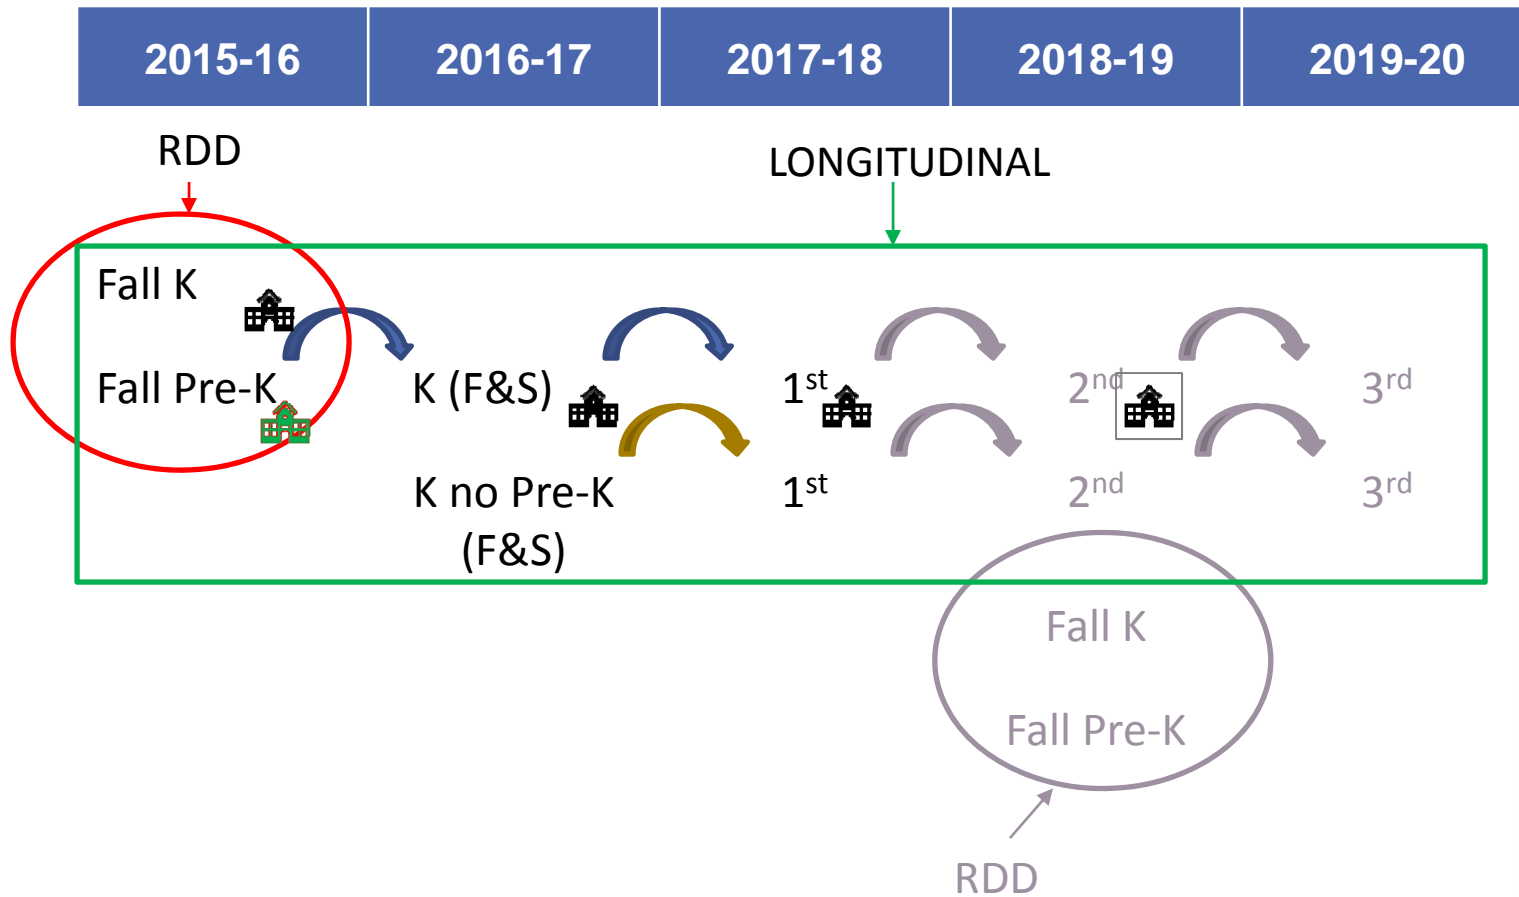 2015-16 2016-17 2017-18 2018-19 2019-20
RDD
LONGITUDINAL
Fall K
Fall Pre-K K (F&S) 1st 2nd 3rd
K no Pre-K 1st 2nd 3rd
(F&S)
Fall K
Fall Pre-K
RDD